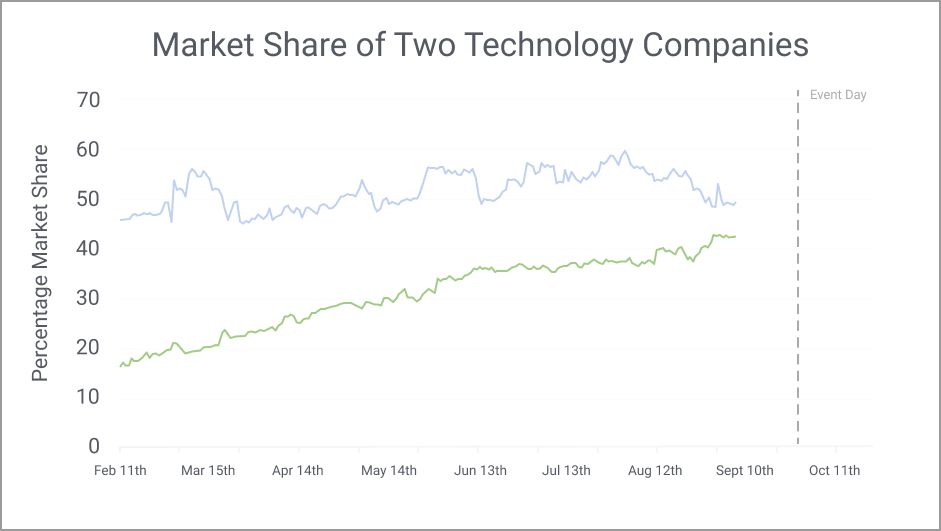 Market Share of Two Technology Companies
Event Day
Percentage Market Share
70
60
50
40
30
20
10
0
Feb 11th
Mar 15th
Apr 14th
May 14th
Jun 13th
Jul 13th
Aug 12th
Sept 10th
Oct 11th